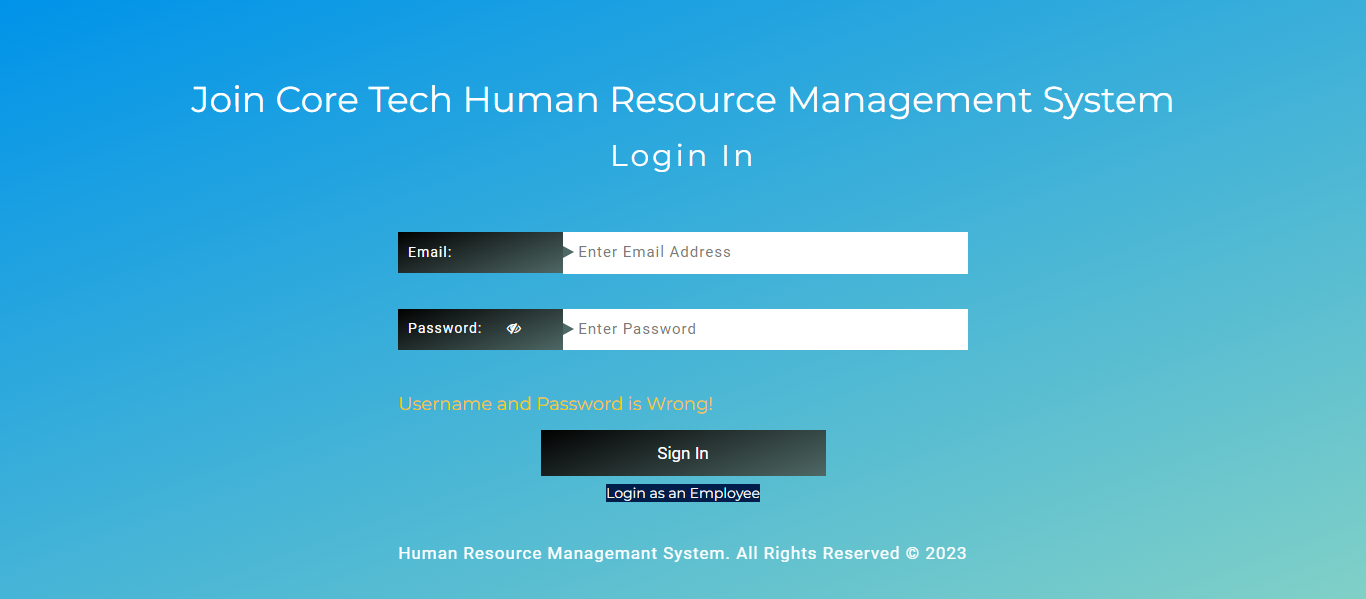 Join Core Tech Human Resource Management System
Login In
Email:
Enter Email Address
Password:
Enter Password
Username and Password is Wrong!
Sign In
Login as an Employee
Human Resource Managemant System. All Rights Reserved © 2023